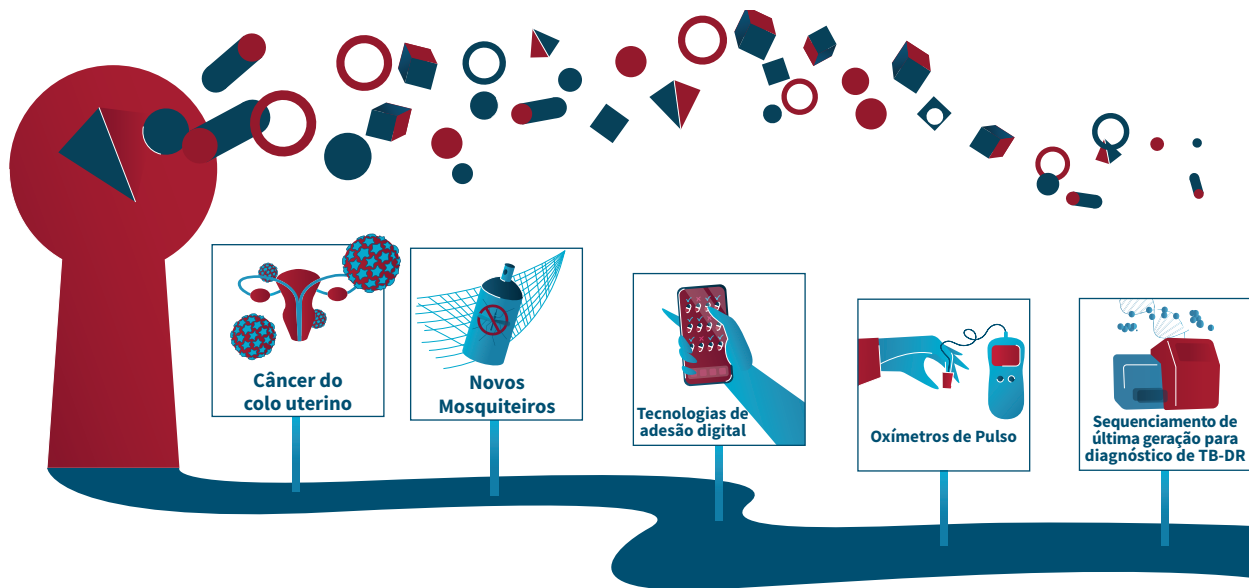 Câncer do
colo uterino
Novos
Mosquiteiros
Tecnologias de
adesão digital
Oxímetros de Pulso
Sequenciamento de
última geração para
diagnóstico de TB-DR